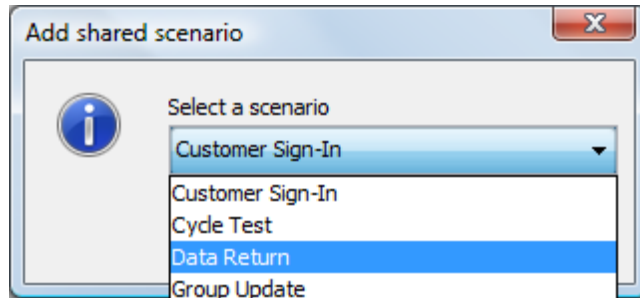 Add shared scenario
Select a scenario
Customer Sign-In
Customer Sign-In
Cycle Test
Data Return
Group Update